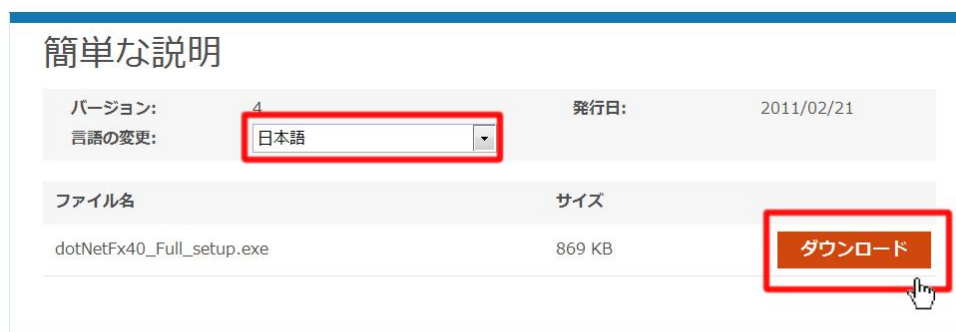 簡単な説明
バージョン: 4 発行日: 2011/02/21
言語の変更: 日本語
ファイル名 サイズ
dotNetFx40_Full_setup.exe 869 KB ダウンロード